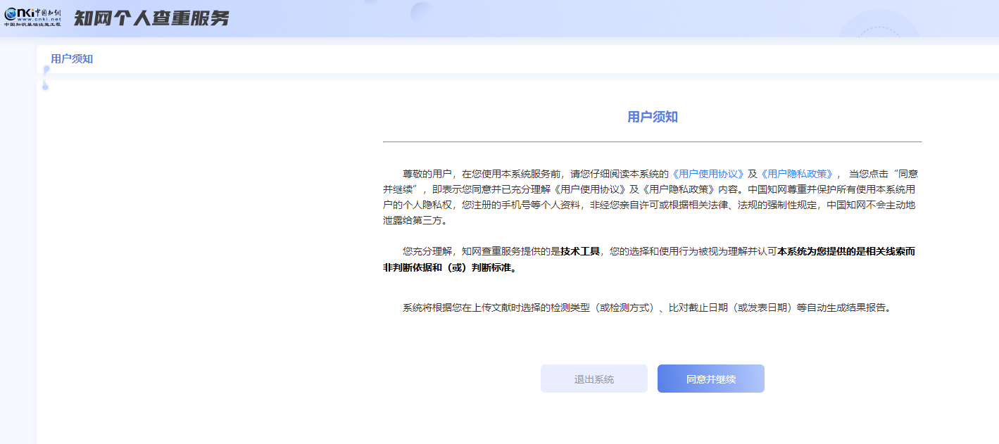 Cnki中国知网
www.cnki.net
中国知识基础设施工程
知网个人查重服务
用户须知
用户须知
尊敬的用户，在您使用本系统服务前，请您仔细阅读本系统的《用户使用协议》及《用户隐私政策》， 当您点击“同意
并继续”，即表示您同意并已充分理解《用户使用协议》及《用户隐私政策》内容。中国知网尊重并保护所有使用本系统用
户的个人隐私权，您注册的手机号等个人资料，非经您亲自许可或根据相关法律、法规的强制性规定，中国知网不会主动地
泄露给第三方。
您充分理解，知网查重服务提供的是技术工具，您的选择和使用行为被视为理解并认可本系统为您提供的是相关线索而
非判断依据和（或）判断标准。
系统将根据您在上传文献时选择的检测类型（或检测方式）、比对截止日期（或发表日期）等自动生成结果报告。
退出系统
同意并继续